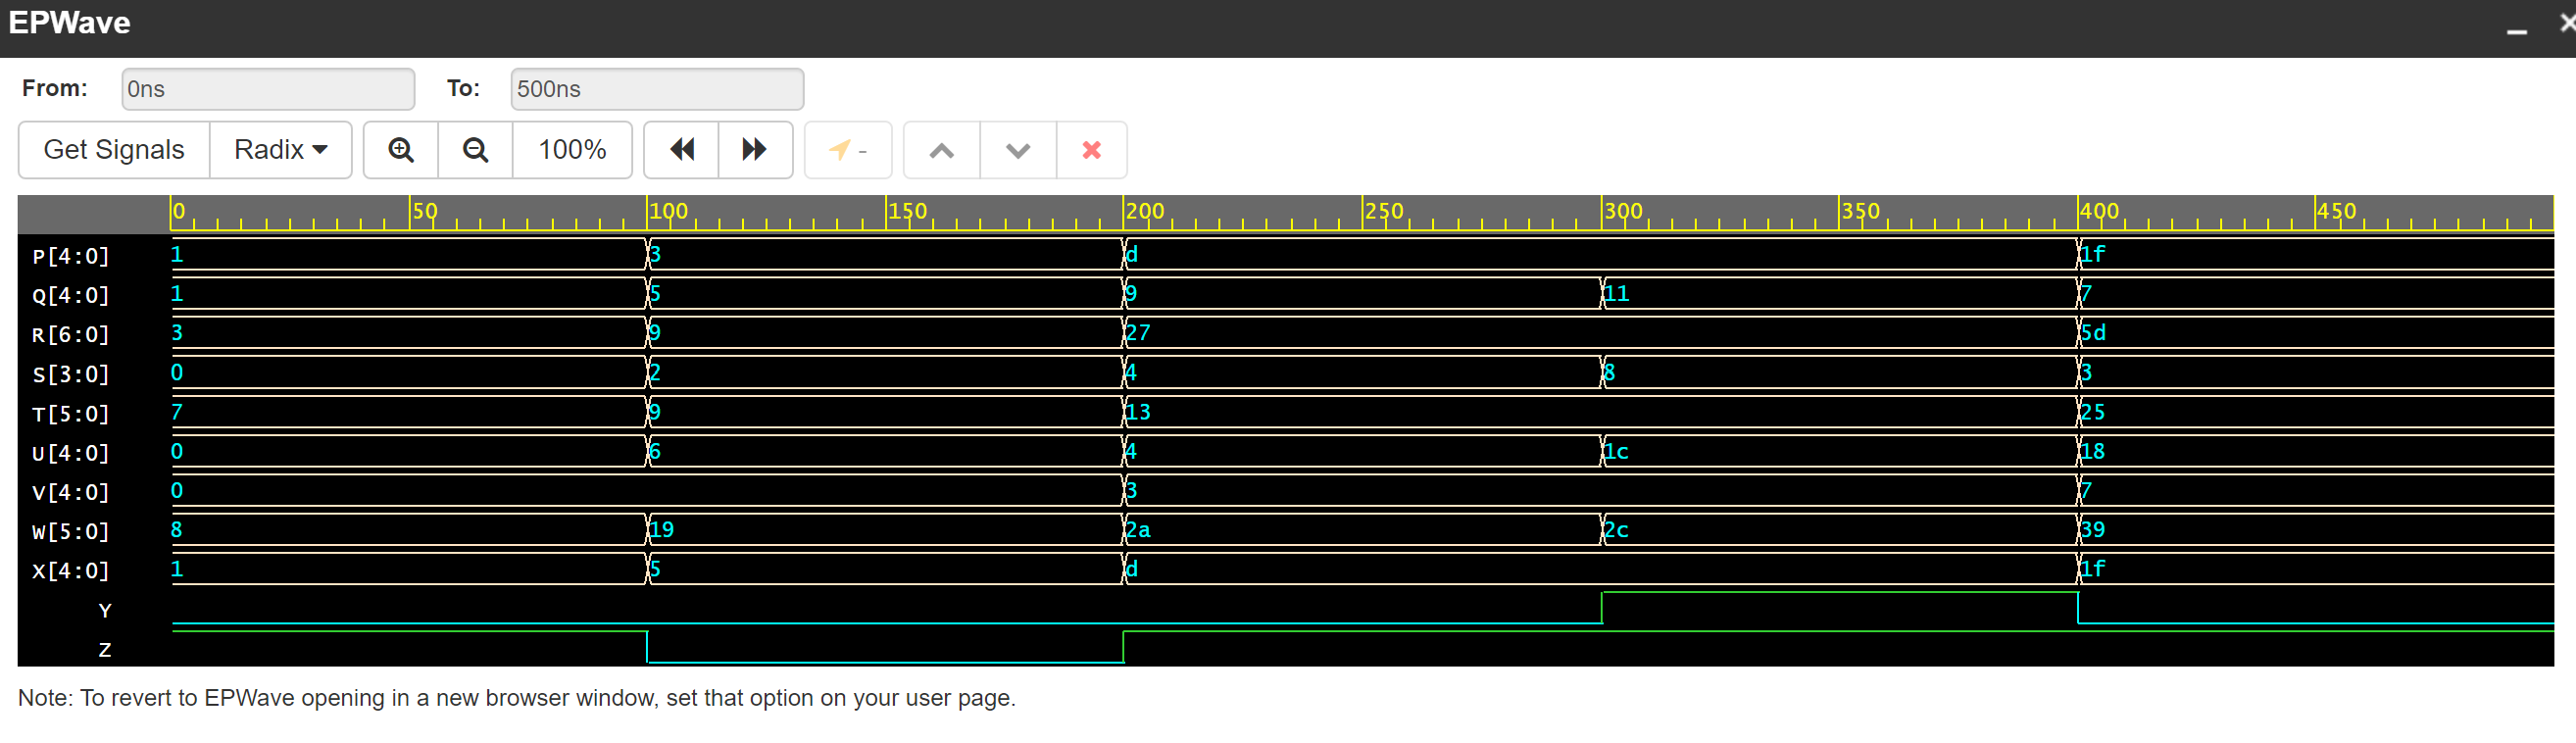 EPWave
From: 0ns To: 500ns
Get Signals Radix 100% -
0 50 100 150 200 250 300 350 400 450
P[4:0] 1 3 d 1f
Q[4:0] 1 5 9 11 7
R[6:0] 3 9 27 5d
S[3:0] 0 2 4 8 3
T[5:0] 7 9 13 25
U[4:0] 0 6 4 1c 18
V[4:0] 0 3 7
W[5:0] 8 19 2a 2c 39
X[4:0] 1 5 d 1f
Y
Z
Note: To revert to EPWave opening in a new browser window, set that option on your user page.